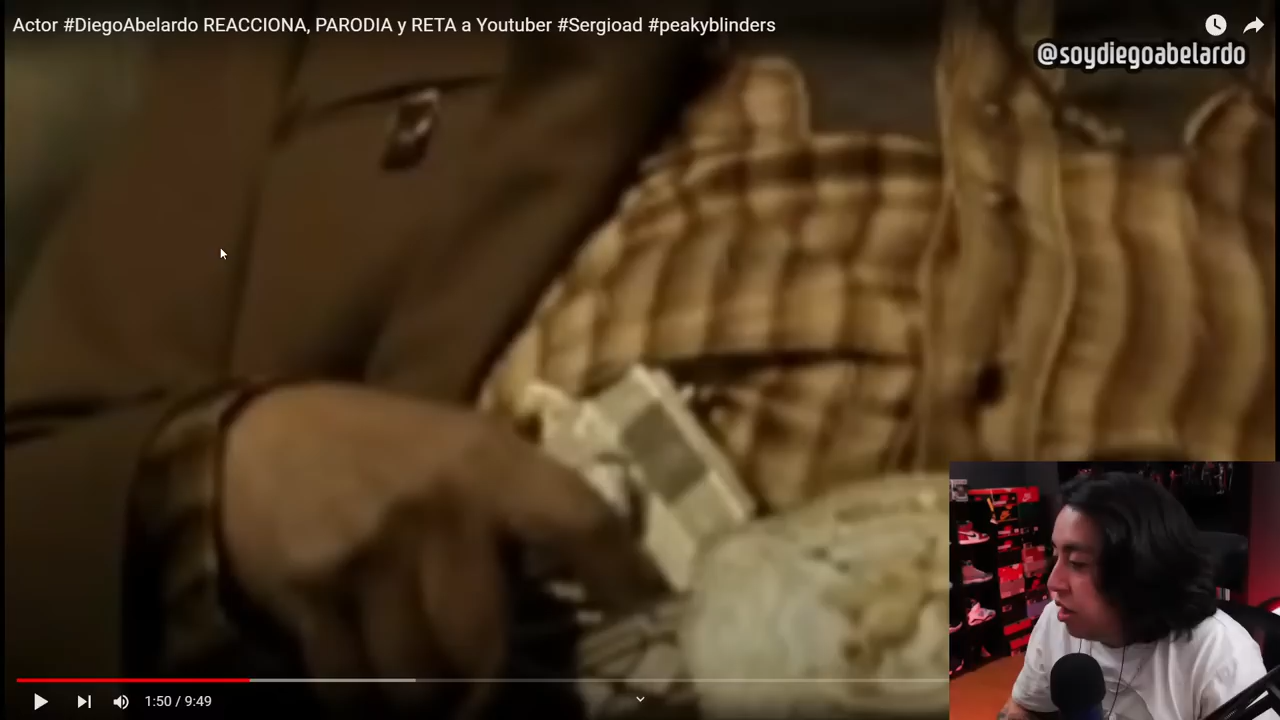 Actor #DiegoAbelardo REACCIONA, PARODIA y RETA a Youtuber #Sergioad #peakyblinders
@soydiegoabelardo
1:50 / 9:49